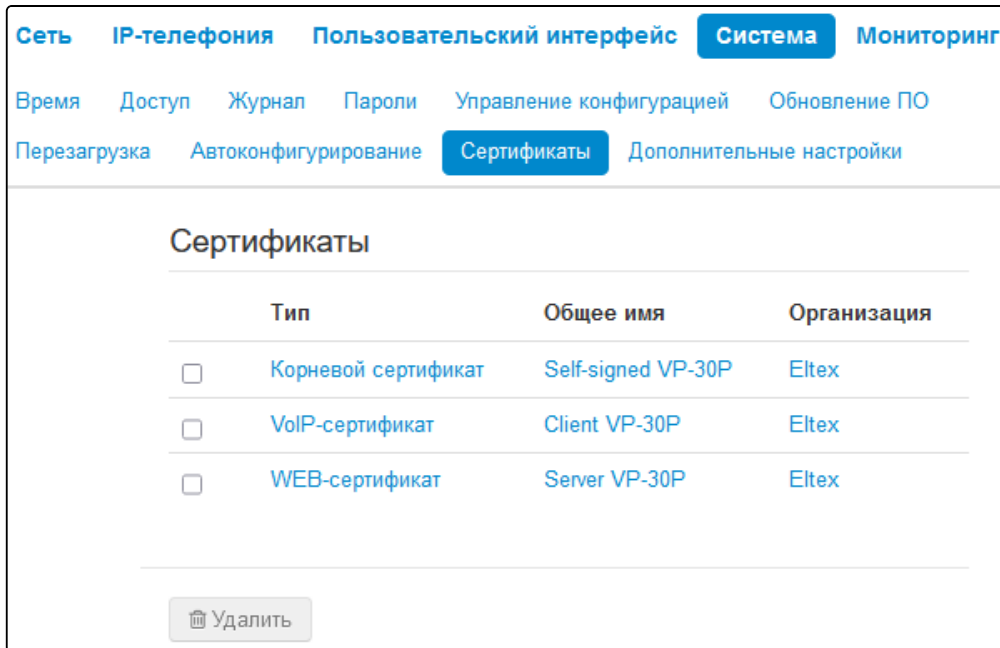 Сеть IP-телефония Пользовательский интерфейс Система Мониторинг
Время Доступ Журнал Пароли Управление конфигурацией Обновление ПО
Перезагрузка Автоконфигурирование Сертификаты Дополнительные настройки
Сертификаты
Тип Общее имя Организация
Корневой сертификат Self-signed VP-30P Eltex
VoIP-сертификат Client VP-30P Eltex
WEB-сертификат Server VP-30P Eltex
Удалить